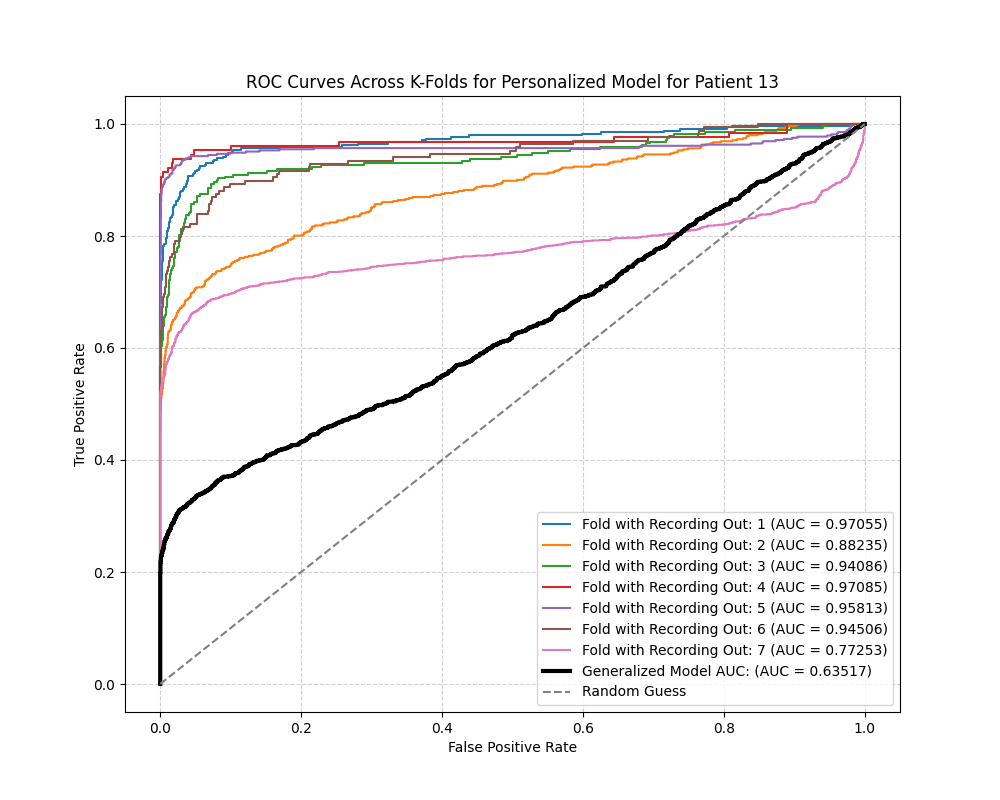 ROC Curves Across K-Folds for Personalized Model for Patient 13
True Positive Rate
1.0
0.8
0.6
0.4
0.2
0.0
Fold with Recording Out: 1 (AUC = 0.97055)
Fold with Recording Out: 2 (AUC = 0.88235)
Fold with Recording Out: 3 (AUC = 0.94086)
Fold with Recording Out: 4 (AUC = 0.97085)
Fold with Recording Out: 5 (AUC = 0.95813)
Fold with Recording Out: 6 (AUC = 0.94506)
Fold with Recording Out: 7 (AUC = 0.77253)
Generalized Model AUC: (AUC = 0.63517)
Random Guess
0.0 0.2 0.4 0.6 0.8 1.0
False Positive Rate